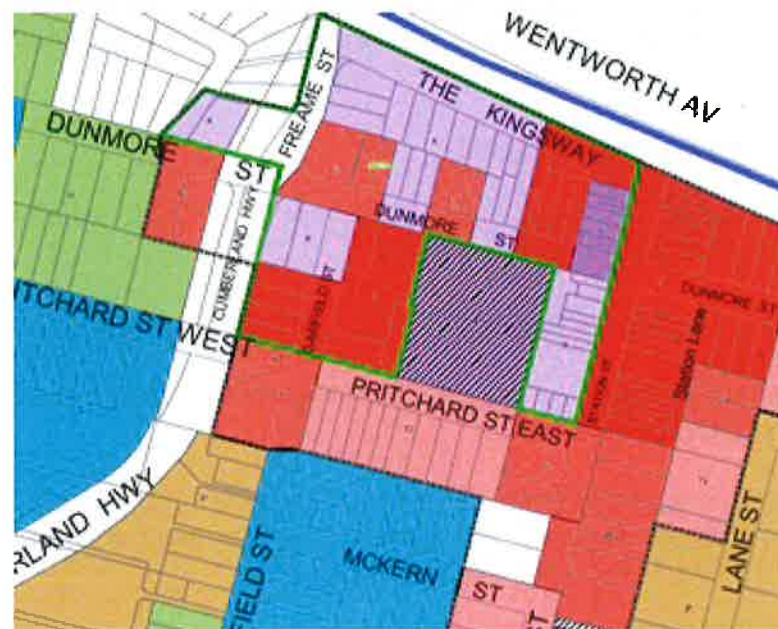 WENTWORTH AV
THE KINGSWAY
FREAME ST
DUNMORE ST
DUNMORE ST
CUMBERLAND HWY
DUNMORE ST
Station Lane
STATION ST
ITCHARD ST WEST
PRITCHARD ST EAST
RLAND HWY
MCKERN ST
FIELD ST
LANE ST